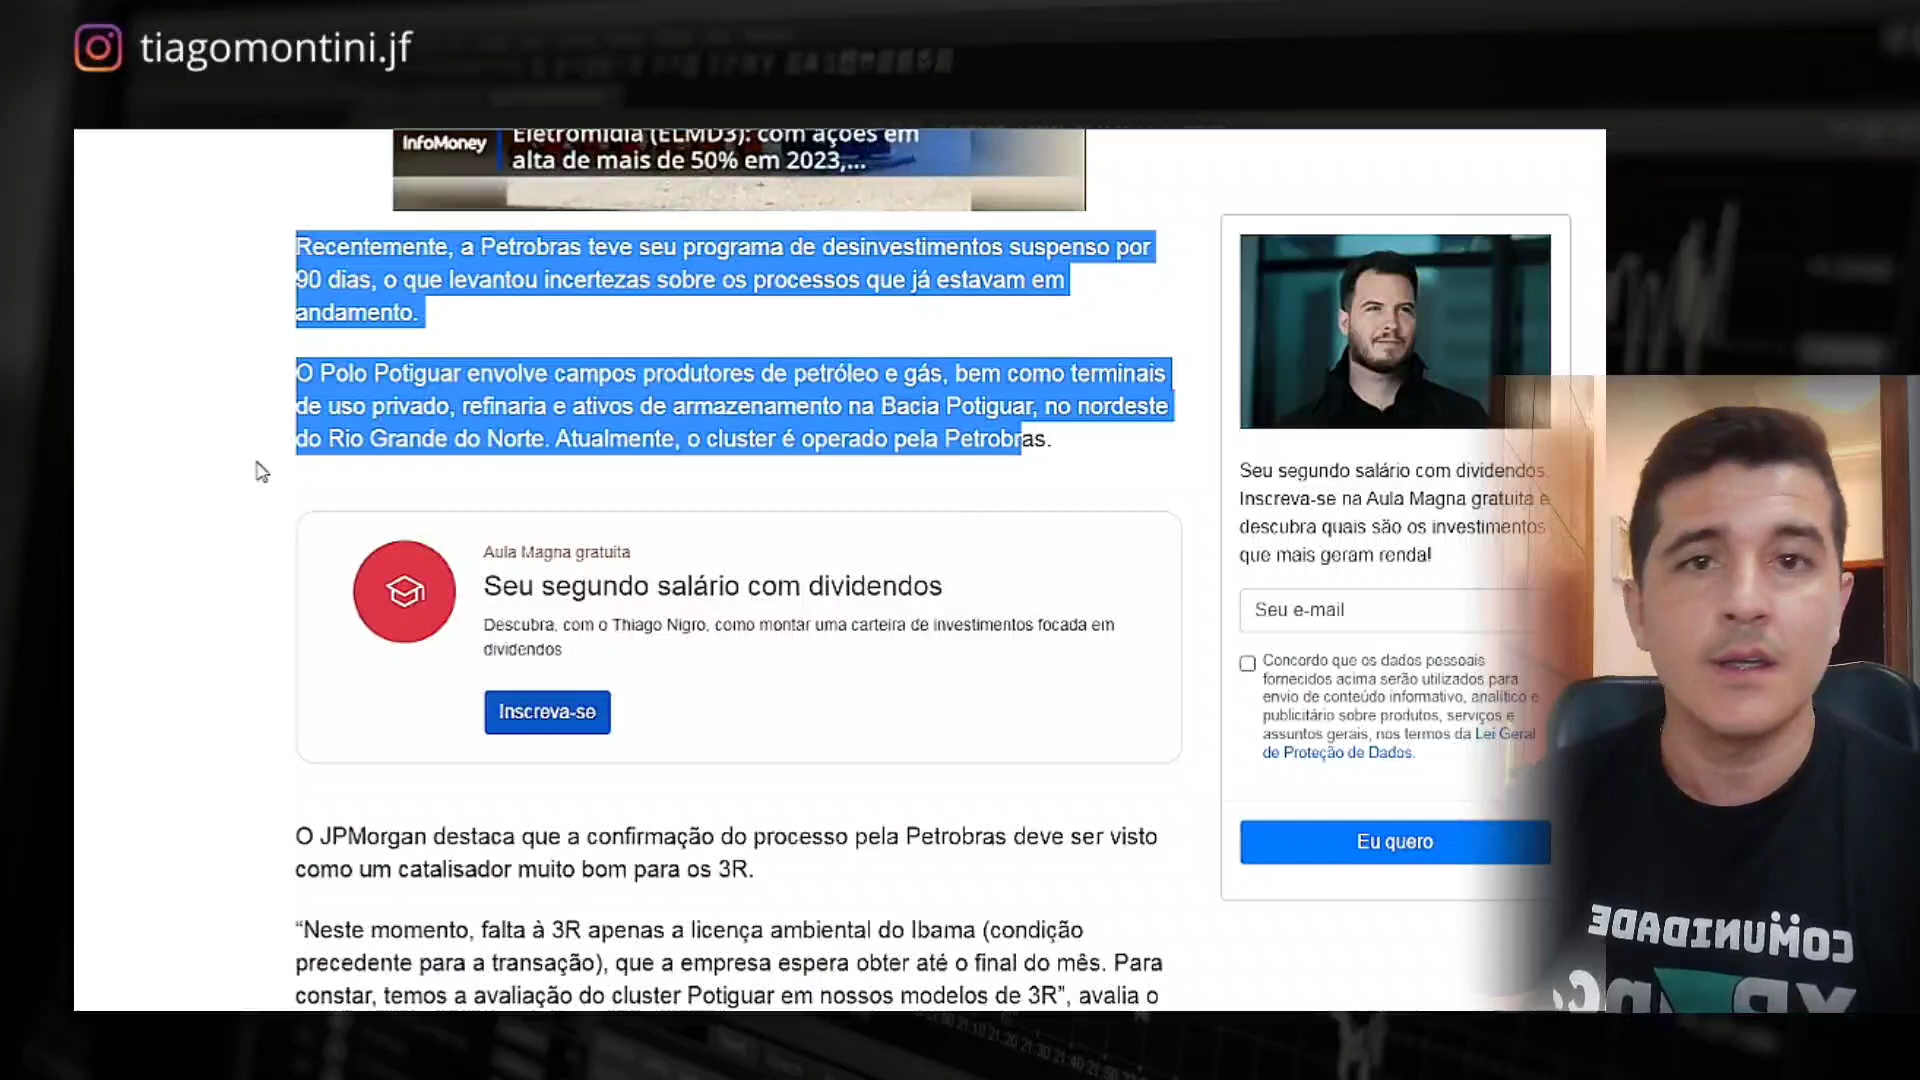 tiagomontini.jf
InfoMoney
Eletromidia (ELMD3): com ações em
alta de mais de 50% em 2023,...
Recentemente, a Petrobras teve seu programa de desinvestimentos suspenso por
90 dias, o que levantou incertezas sobre os processos que já estavam em
andamento.
O Polo Potiguar envolve campos produtores de petróleo e gás, bem como terminais
de uso privado, refinaria e ativos de armazenamento na Bacia Potiguar, no nordeste
do Rio Grande do Norte. Atualmente, o cluster é operado pela Petrobras.
Aula Magna gratuita
Seu segundo salário com dividendos
Descubra, com o Thiago Nigro, como montar uma carteira de investimentos focada em
dividendos
Inscreva-se
O JPMorgan destaca que a confirmação do processo pela Petrobras deve ser visto
como um catalisador muito bom para os 3R.
“Neste momento, falta à 3R apenas a licença ambiental do Ibama (condição
precedente para a transação), que a empresa espera obter até o final do mês. Para
constar, temos a avaliação do cluster Potiguar em nossos modelos de 3R”, avalia o
Seu segundo salário com dividendos.
Inscreva-se na Aula Magna gratuita e
descubra quais são os investimentos
que mais geram renda!
Seu e-mail
Concordo que os dados pessoais
fornecidos acima serão utilizados para
envio de conteúdo informativo, analítico e
publicitário sobre produtos, serviços e
assuntos gerais, nos termos da Lei Geral
de Proteção de Dados.
Eu quero
COMUNIDADE